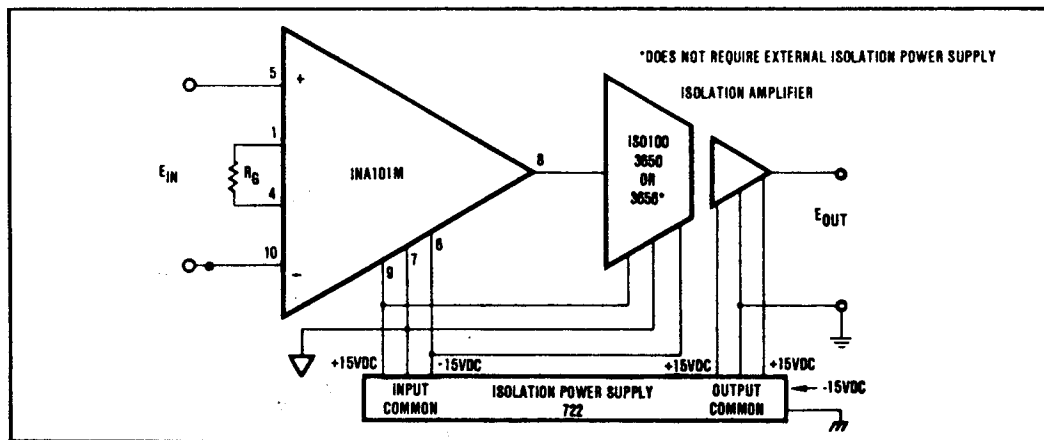 *DOES NOT REQUIRE EXTERNAL ISOLATION POWER SUPPLY
ISOLATION AMPLIFIER
5
+
1
EIN
RG
4
INA101M
8
ISO100
3650
OR
3656*
EOUT
10
-
9
7
6
+15VDC
-15VDC
+15VDC
+15VDC
INPUT
COMMON
ISOLATION POWER SUPPLY
722
OUTPUT
COMMON
-15VDC